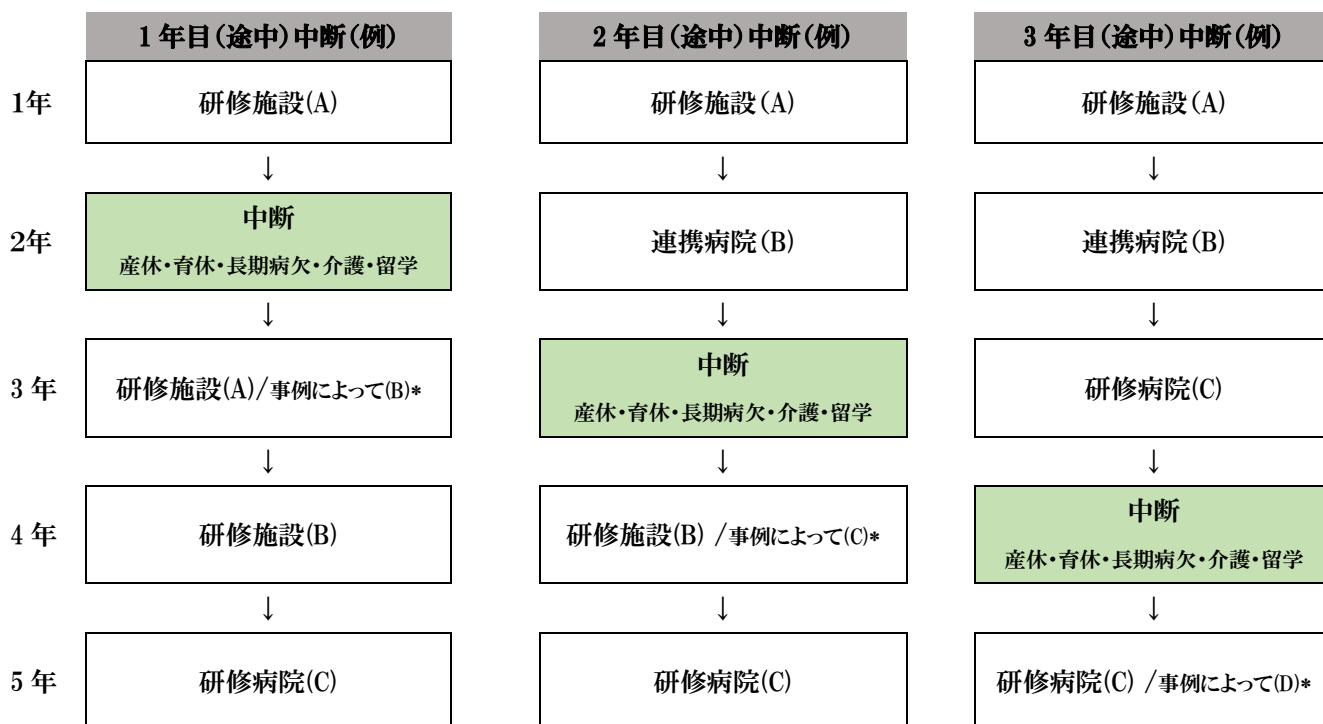 1年目(途中)中断(例)
2年目(途中)中断(例)
3年目(途中)中断(例)
1年
研修施設(A)
研修施設(A)
研修施設(A)
↓
↓
↓
2年
中断
産休・育休・長期病欠・介護・留学
連携病院(B)
連携病院(B)
↓
↓
↓
3年
研修施設(A)/事例によって(B)*
中断
産休・育休・長期病欠・介護・留学
研修病院(C)
↓
↓
↓
4年
研修施設(B)
研修施設(B) /事例によって(C)*
中断
産休・育休・長期病欠・介護・留学
↓
↓
↓
5年
研修病院(C)
研修病院(C)
研修病院(C) /事例によって(D)*